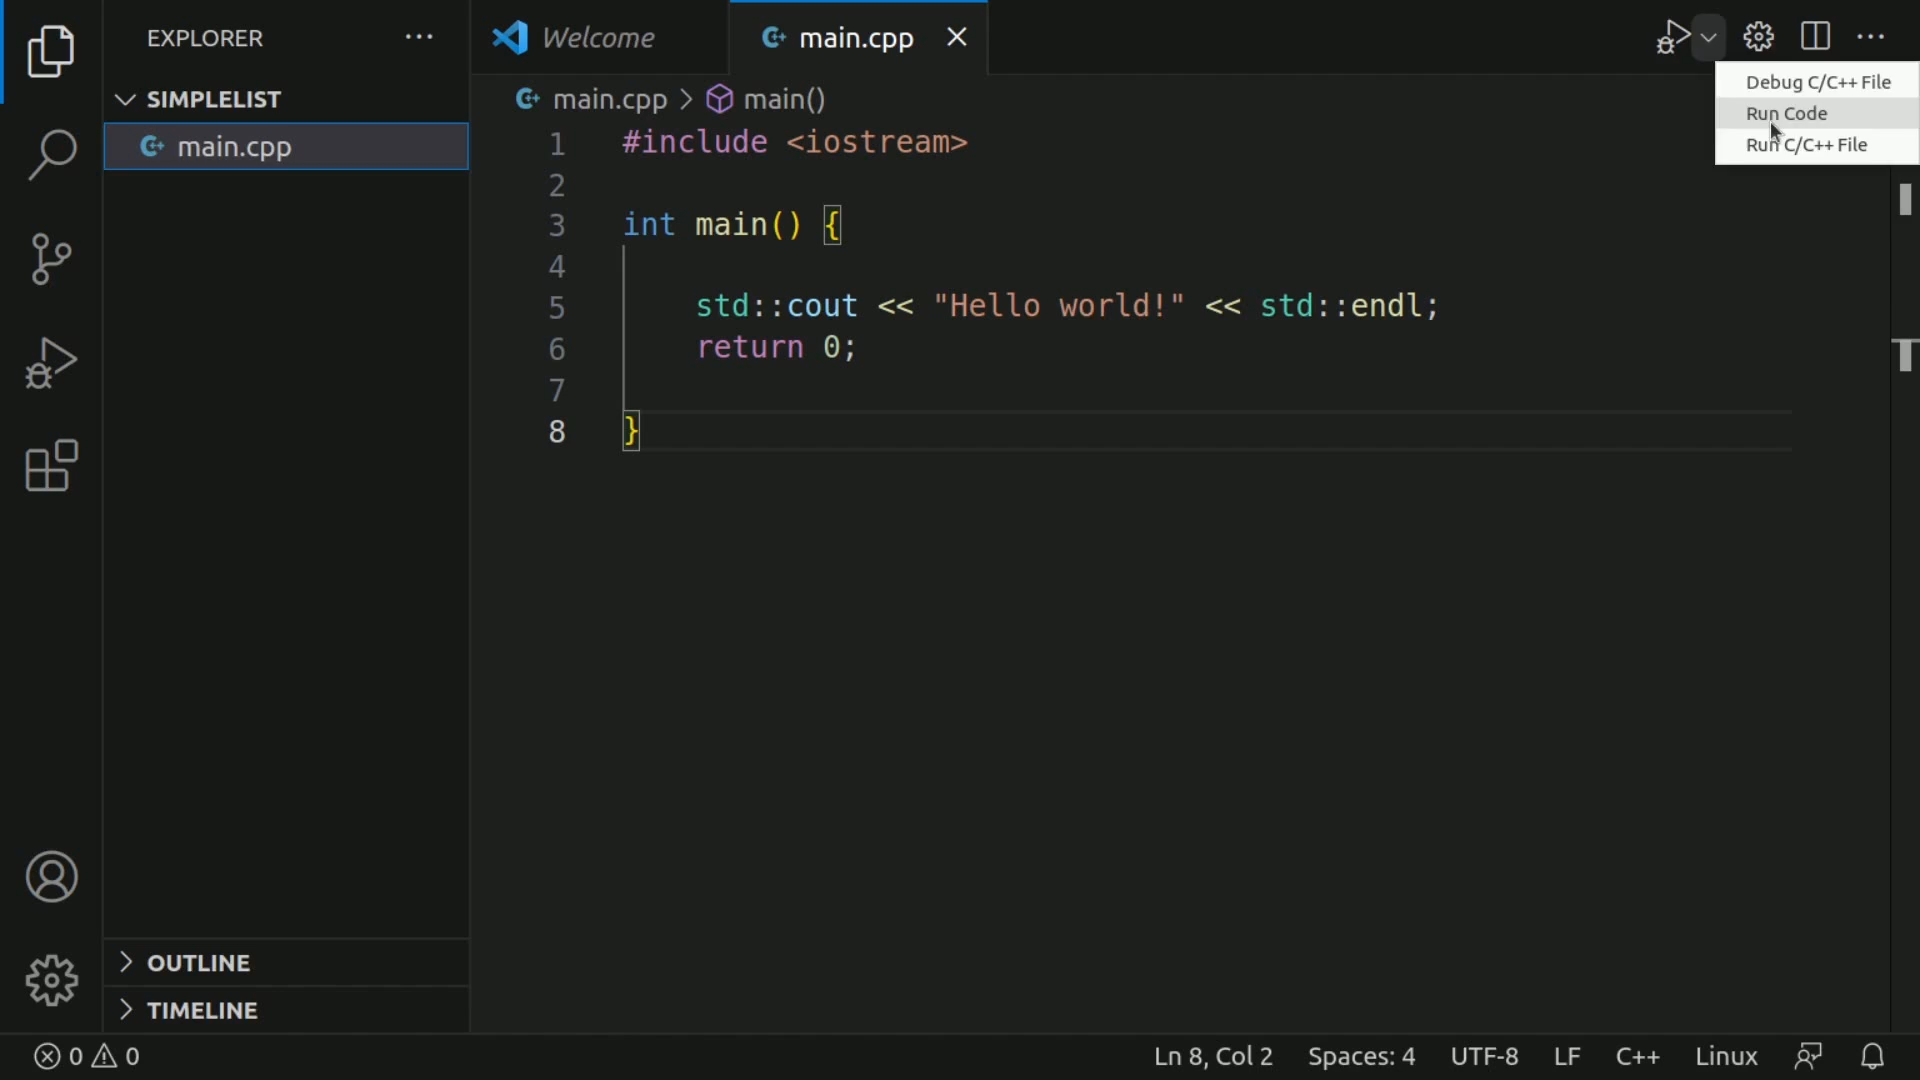 EXPLORER
SIMPLELIST
main.cpp
OUTLINE
TIMELINE
Welcome
main.cpp
main.cpp > main()
1 #include <iostream>
2
3 int main() {
4
5 std::cout << "Hello world!" << std::endl;
6 return 0;
7
8 }
Debug C/C++ File
Run Code
Run C/C++ File
0 0
Ln 8, Col 2 Spaces: 4 UTF-8 LF C++ Linux